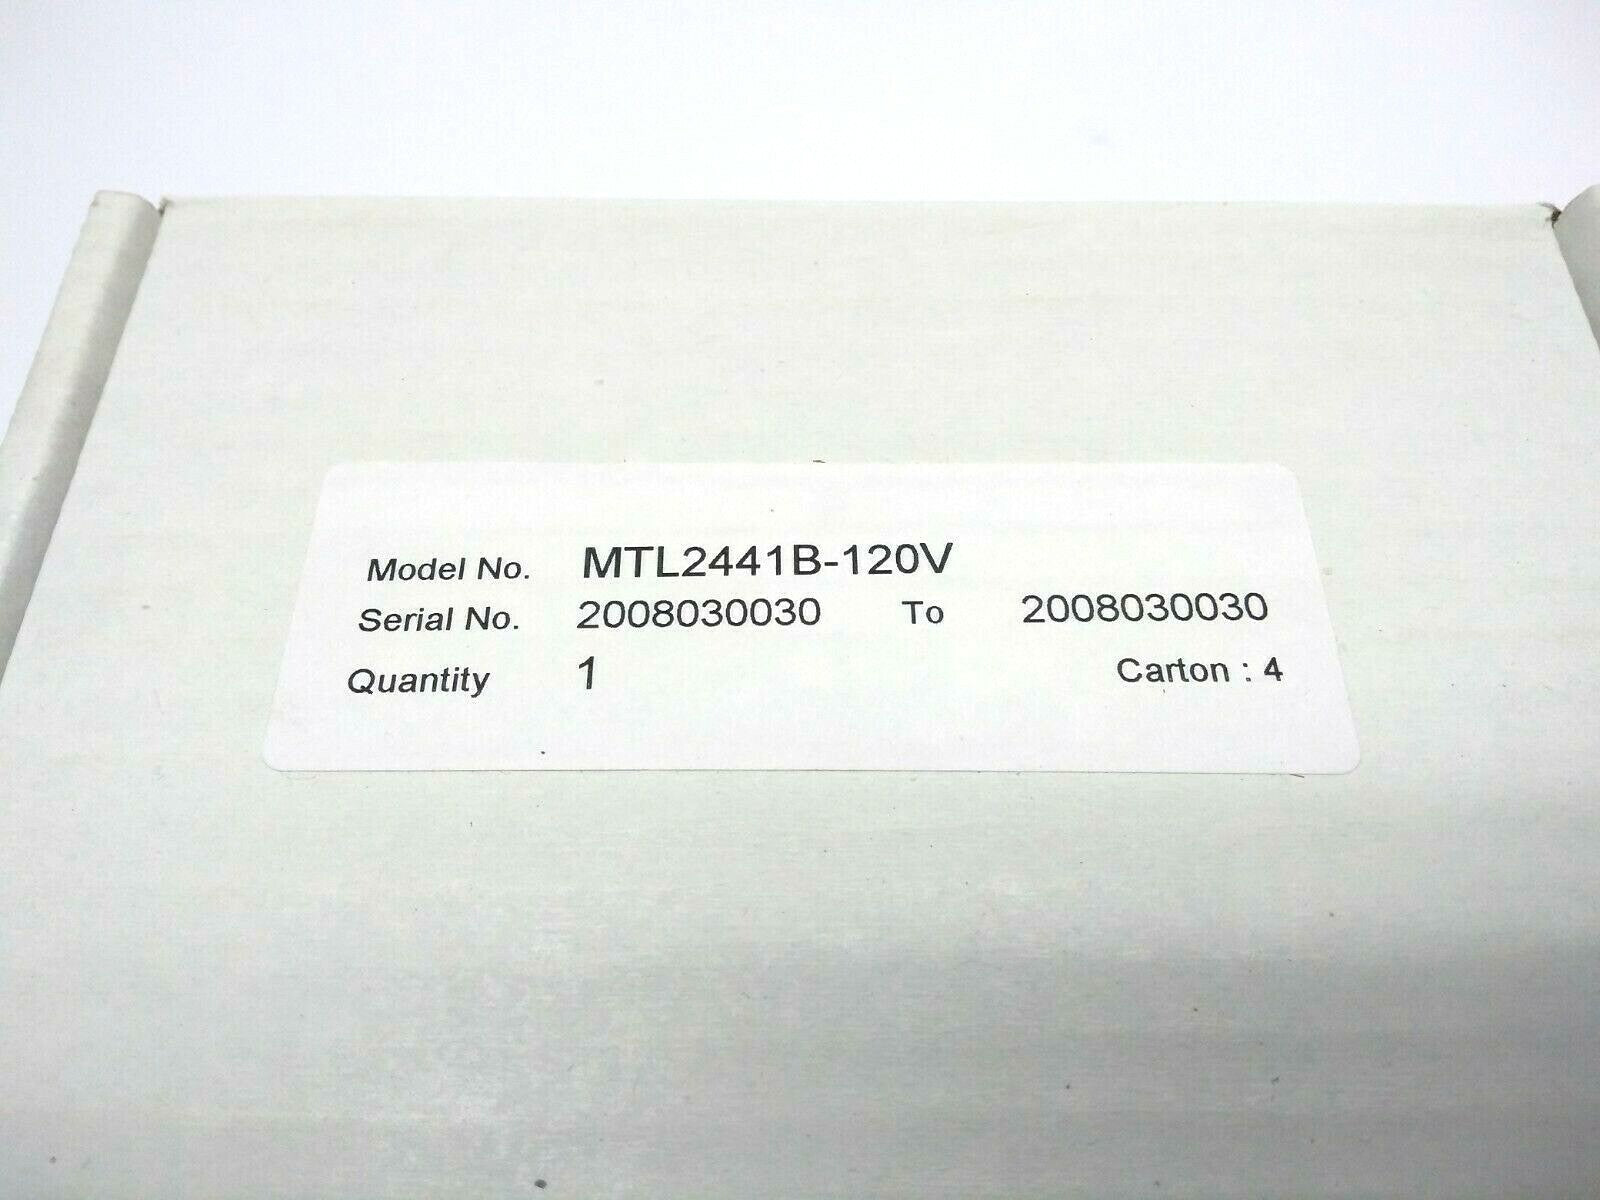 Model No. MTL2441B-120V
Serial No. 2008030030 To 2008030030
Quantity 1 Carton : 4